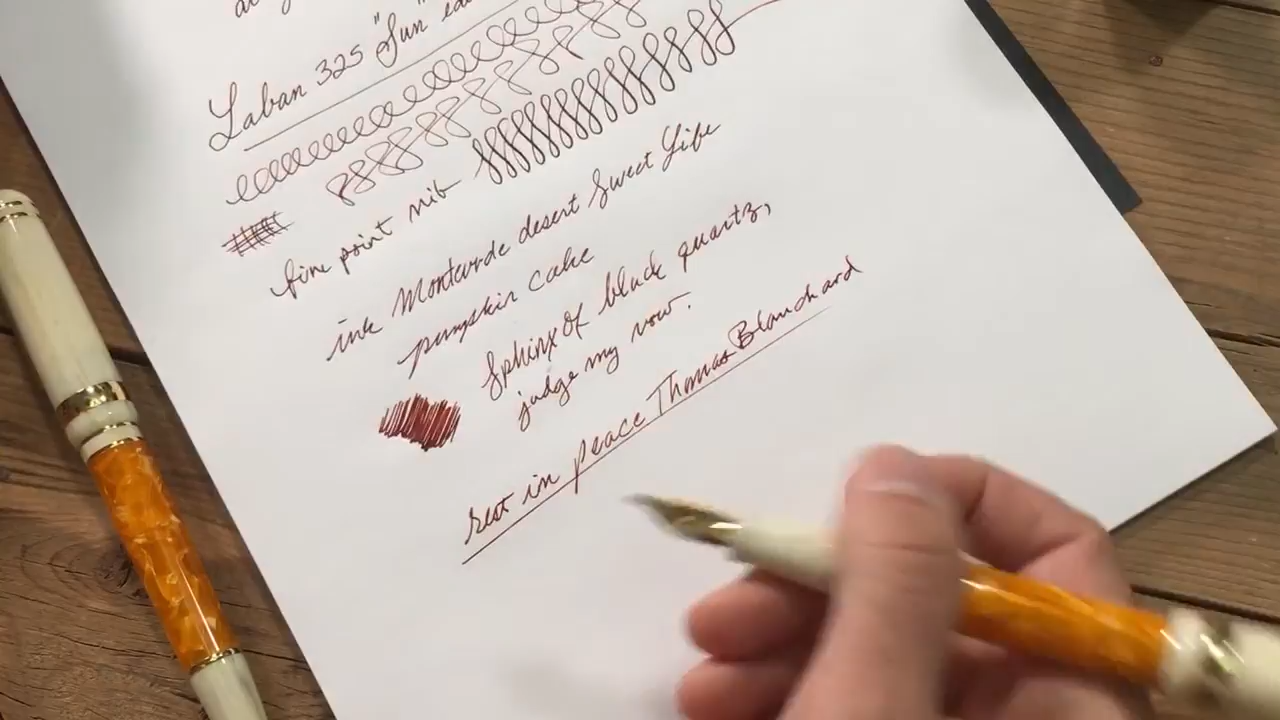 Laban 325 "Sun"
fine point nib
ink Monteverde desert Sweet Life
pumpkin cake
Sphinx of black quartz,
judge my vow.
rest in peace Thomas Blanchard